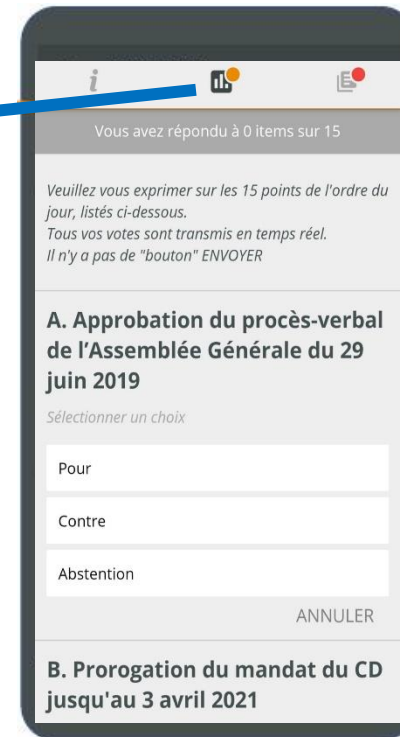 i
Vous avez répondu à 0 items sur 15
Veuillez vous exprimer sur les 15 points de l'ordre du
jour, listés ci-dessous.
Tous vos votes sont transmis en temps réel.
Il n'y a pas de "bouton" ENVOYER
A. Approbation du procès-verbal
de l’Assemblée Générale du 29
juin 2019
Sélectionner un choix
Pour
Contre
Abstention
ANNULER
B. Prorogation du mandat du CD
jusqu'au 3 avril 2021